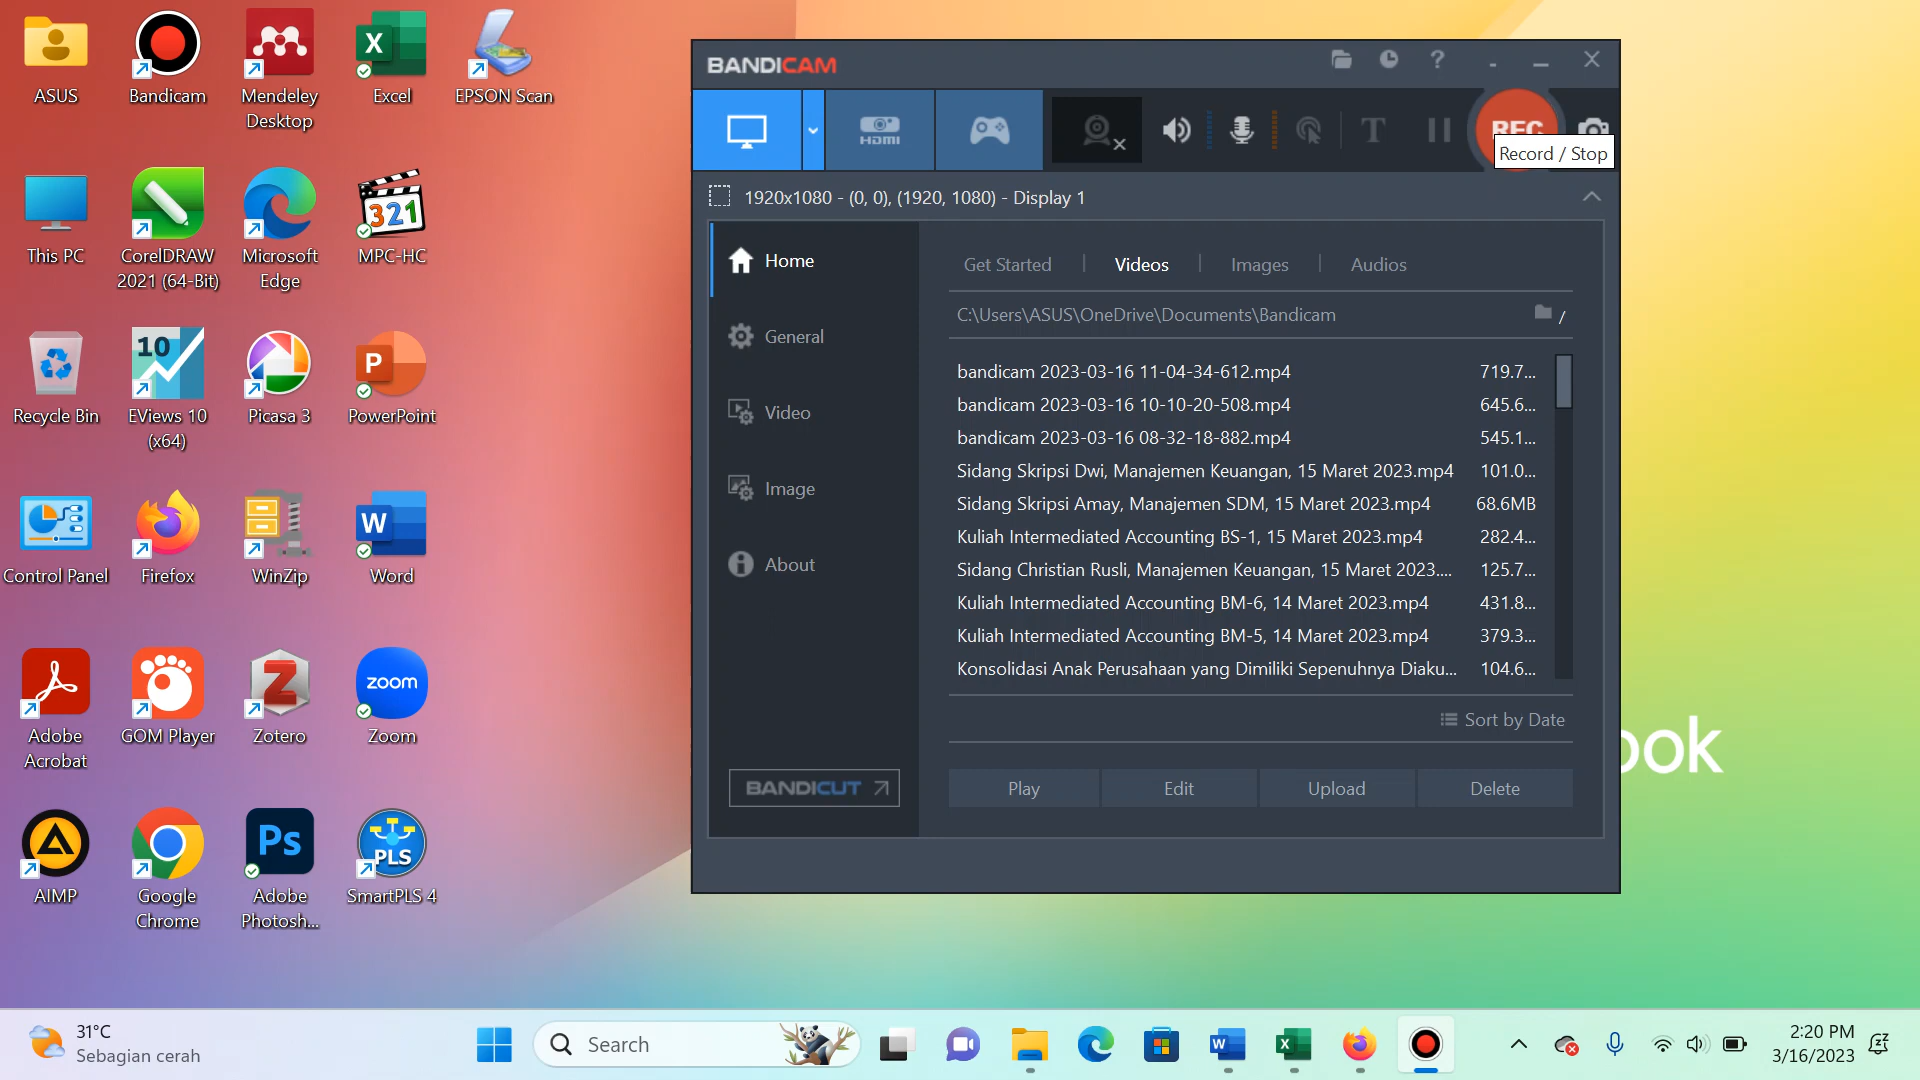 ASUS
Bandicam
Mendeley
Desktop
Excel
EPSON Scan
This PC
CorelDRAW
2021 (64-Bit)
Microsoft
Edge
MPC-HC
321
Recycle Bin
10
EViews 10
(x64)
Picasa 3
PowerPoint
Control Panel
Firefox
WinZip
Word
Adobe
Acrobat
GOM Player
Zotero
zoom
Zoom
AIMP
Google
Chrome
Ps
Adobe
Photosh...
PLS
SmartPLS 4
BANDICAM
HDMI
REC
Record / Stop
1920x1080 - (0, 0), (1920, 1080) - Display 1
Home
General
Video
Image
About
BANDICUT
Get Started
Videos
Images
Audios
C:\Users\ASUS\OneDrive\Documents\Bandicam
bandicam 2023-03-16 11-04-34-612.mp4 719.7...
bandicam 2023-03-16 10-10-20-508.mp4 645.6...
bandicam 2023-03-16 08-32-18-882.mp4 545.1...
Sidang Skripsi Dwi, Manajemen Keuangan, 15 Maret 2023.mp4 101.0...
Sidang Skripsi Amay, Manajemen SDM, 15 Maret 2023.mp4 68.6MB
Kuliah Intermediated Accounting BS-1, 15 Maret 2023.mp4 282.4...
Sidang Christian Rusli, Manajemen Keuangan, 15 Maret 2023.... 125.7...
Kuliah Intermediated Accounting BM-6, 14 Maret 2023.mp4 431.8...
Kuliah Intermediated Accounting BM-5, 14 Maret 2023.mp4 379.3...
Konsolidasi Anak Perusahaan yang Dimiliki Sepenuhnya Diaku... 104.6...
Sort by Date
Play
Edit
Upload
Delete
ook
31°C
Sebagian cerah
Search
2:20 PM
3/16/2023